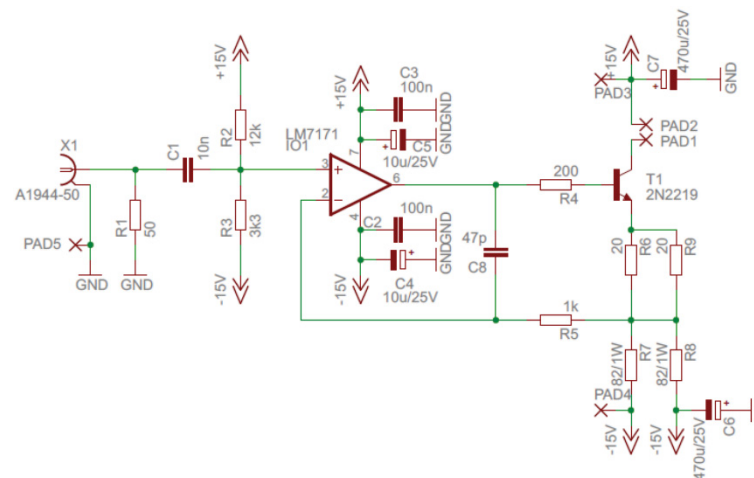 +15V
C7
470u/25V
GND
PAD3
+15V
+15V
C3
100n
GND
PAD2
PAD1
X1
C1
10n
R2
12k
LM7171
IO1
7
+
C5
GND
10u/25V
A1944-50
3
+
2
-
6
200
R4
T1
2N2219
R1
50
R3
3k3
4
C2
100n
GND
47p
C8
R6
20
R9
20
PAD5
GND
GND
-15V
-15V
+
C4
GND
10u/25V
1k
R5
R7
82/1W
R8
82/1W
PAD4
-15V
-15V
470u/25V
+
C6